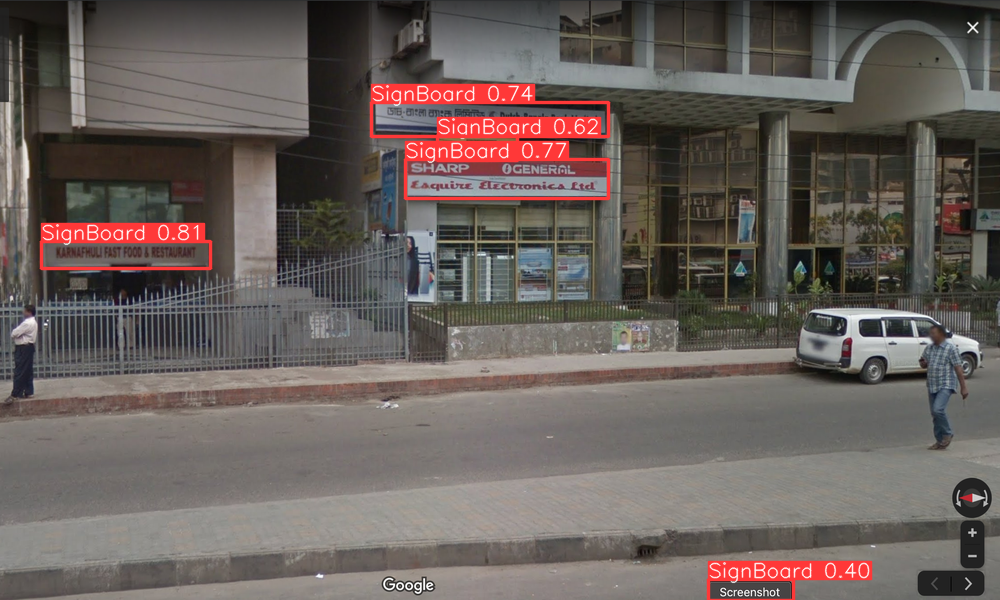 SignBoard 0.74
SignBoard 0.62
SignBoard 0.77
SHARP GENERAL
Esquire Electronics Ltd
SignBoard 0.81
KARNAFHULI FAST FOOD & RESTAURANT
Google
SignBoard 0.40
Screenshot